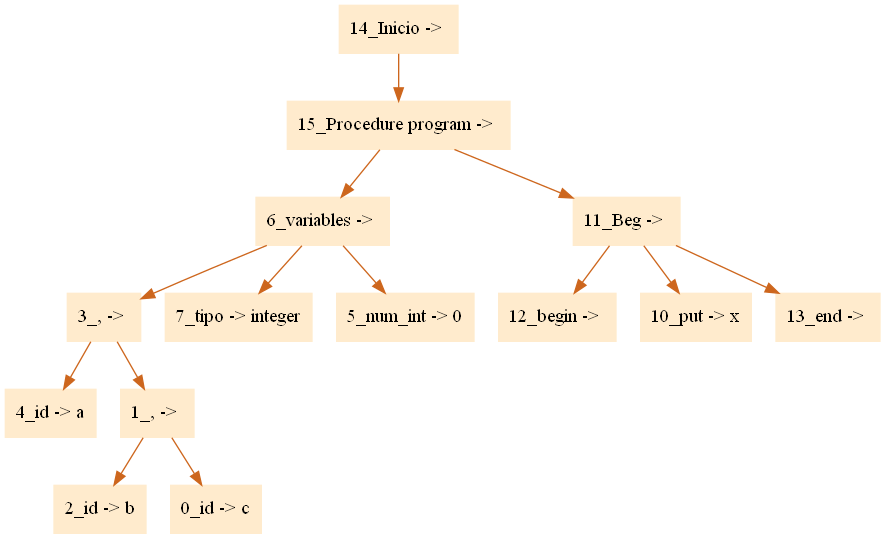 14_Inicio ->
15_Procedure program ->
6_variables ->
11_Beg ->
3_, ->
7_tipo -> integer
5_num_int -> 0
12_begin ->
10_put -> x
13_end ->
4_id -> a
1_, ->
2_id -> b
0_id -> c